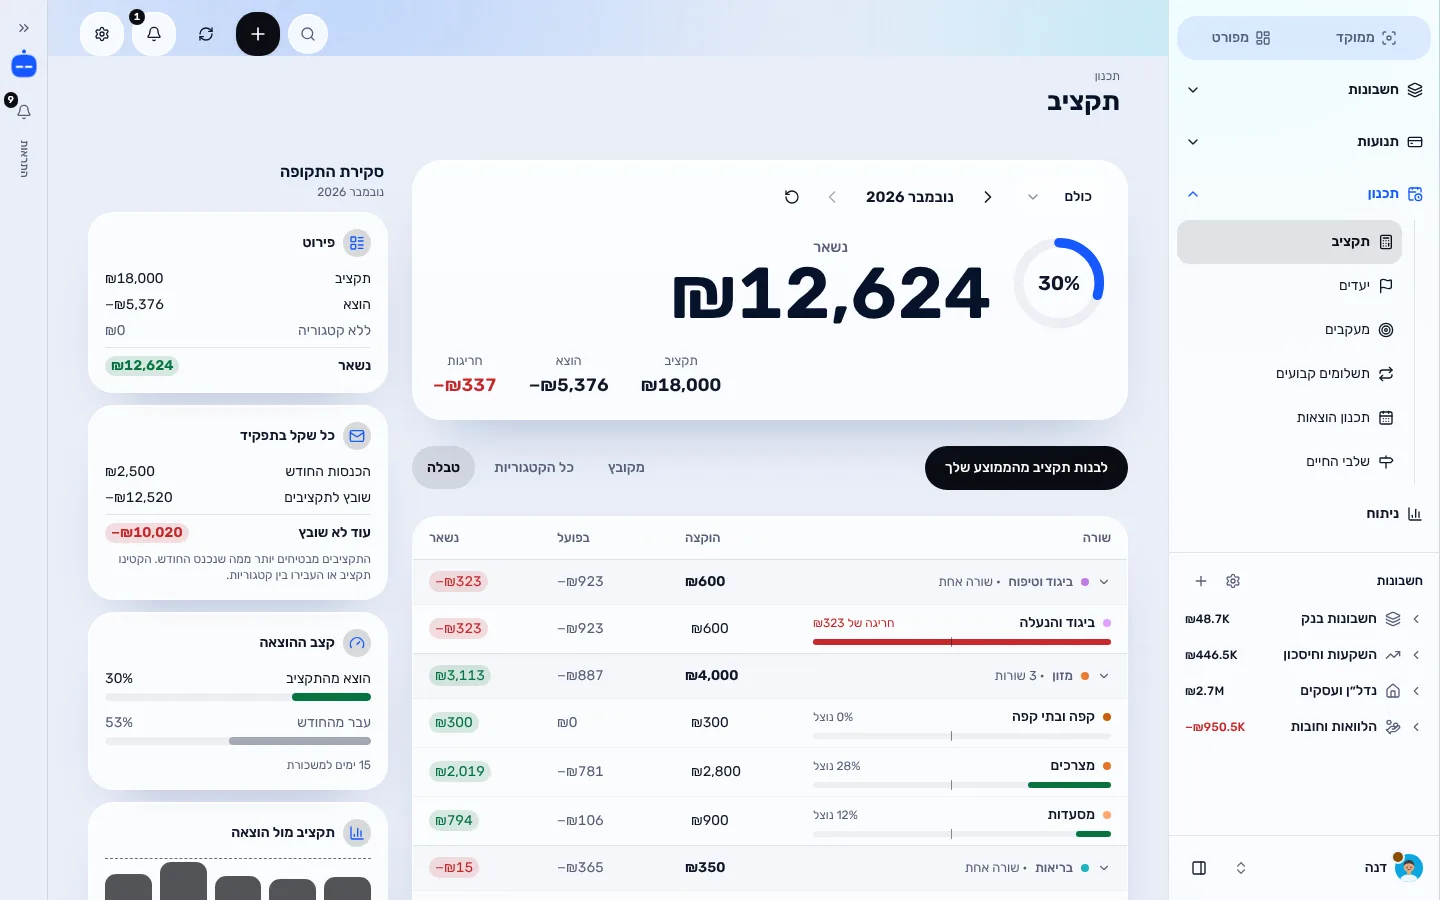 ממוקד
מפורט
חשבונות
תנועות
תכנון
תקציב
יעדים
מעקבים
תשלומים קבועים
תכנון הוצאות
שלבי החיים
ניתוח
חשבונות
חשבונות בנק
₪48.7K
השקעות וחיסכון
₪446.5K
נדל״ן ועסקים
₪2.7M
הלוואות וחובות
−₪950.5K
דנה
1
תכנון
תקציב
כולם
נובמבר 2026
30%
נשאר
₪12,624
תקציב
הוצא
חריגות
₪18,000
−₪5,376
−₪337
לבנות תקציב מהממוצע שלך
מקובץ
כל הקטגוריות
טבלה
שורה
הוקצה
בפועל
נשאר
ביגוד וטיפוח • שורה אחת
₪600
−₪923
−₪323
ביגוד והנעלה
חריגה של ₪323
₪600
−₪923
−₪323
מזון • 3 שורות
₪4,000
−₪887
₪3,113
קפה ובתי קפה
0% נוצל
₪300
₪0
₪300
מצרכים
28% נוצל
₪2,800
−₪781
₪2,019
מסעדות
12% נוצל
₪900
−₪106
₪794
בריאות • שורה אחת
₪350
−₪365
−₪15
סקירת התקופה
נובמבר 2026
פירוט
תקציב
₪18,000
הוצא
−₪5,376
ללא קטגוריה
₪0
נשאר
₪12,624
כל שקל בתפקיד
הכנסות החודש
₪2,500
שובץ לתקציבים
−₪12,520
עוד לא שובץ
−₪10,020
התקציבים מבטיחים יותר ממה שנכנס החודש. הקטינו
תקציב או העבירו בין קטגוריות.
קצב ההוצאה
הוצא מהתקציב
30%
עבר מהחודש
53%
15 ימים למשכורת
תקציב מול הוצאה
9
התראות